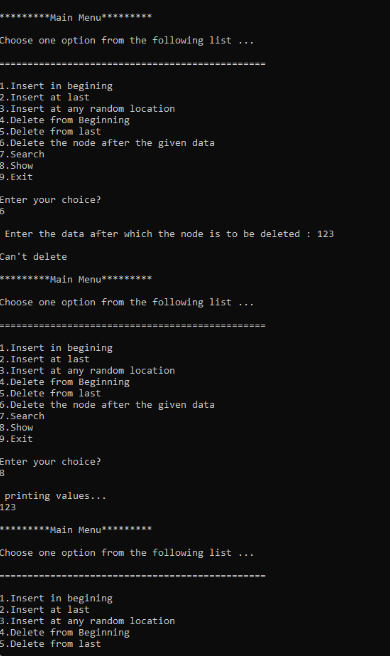 *********Main Menu*********
Choose one option from the following list ...
===============================================
1.Insert in begining
2.Insert at last
3.Insert at any random location
4.Delete from Beginning
5.Delete from last
6.Delete the node after the given data
7.Search
8.Show
9.Exit
Enter your choice?
6
Enter the data after which the node is to be deleted : 123
Can't delete
*********Main Menu*********
Choose one option from the following list ...
===============================================
1.Insert in begining
2.Insert at last
3.Insert at any random location
4.Delete from Beginning
5.Delete from last
6.Delete the node after the given data
7.Search
8.Show
9.Exit
Enter your choice?
8
printing values...
123
*********Main Menu*********
Choose one option from the following list ...
===============================================
1.Insert in begining
2.Insert at last
3.Insert at any random location
4.Delete from Beginning
5.Delete from last